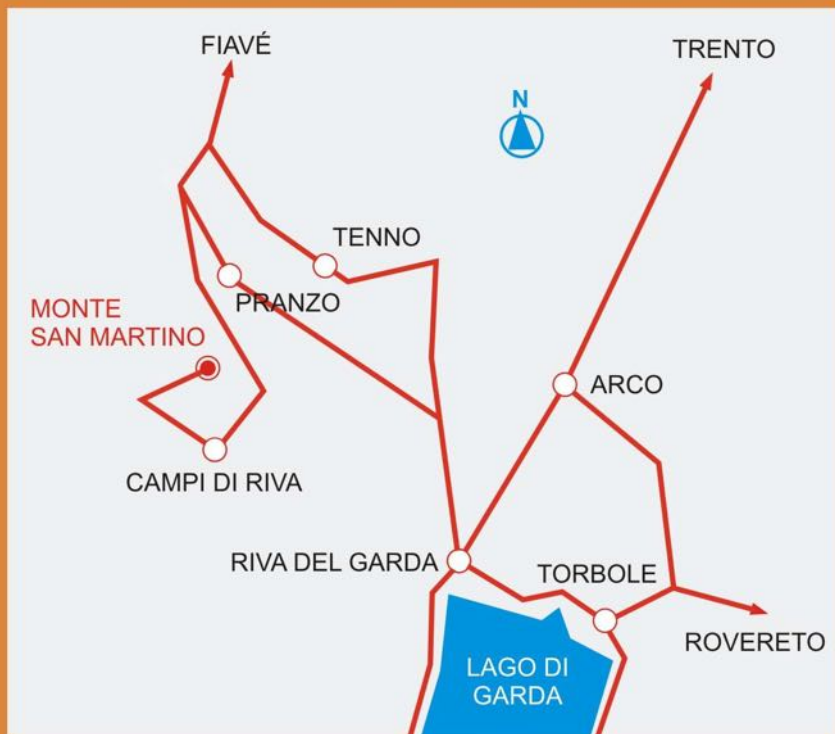 FIAVÉ
TRENTO
N
TENNO
PRANZO
MONTE
SAN MARTINO
ARCO
CAMPI DI RIVA
RIVA DEL GARDA
TORBOLE
ROVERETO
LAGO DI
GARDA